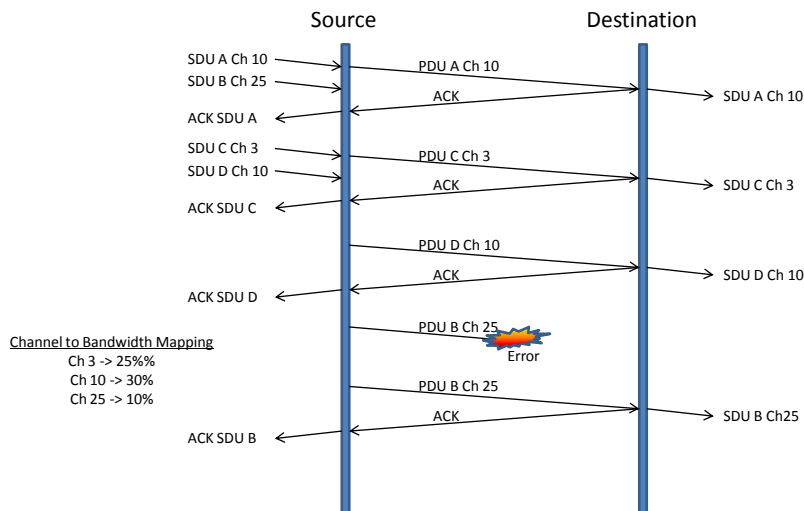 Source
Destination
SDU A Ch 10
PDU A Ch 10
SDU B Ch 25
ACK
SDU A Ch 10
ACK SDU A
SDU C Ch 3
PDU C Ch 3
SDU D Ch 10
ACK
SDU C Ch 3
ACK SDU C
PDU D Ch 10
ACK
SDU D Ch 10
ACK SDU D
PDU B Ch 25
Error
Channel to Bandwidth Mapping
Ch 3 -> 25%%
Ch 10 -> 30%
Ch 25 -> 10%
PDU B Ch 25
ACK
SDU B Ch25
ACK SDU B